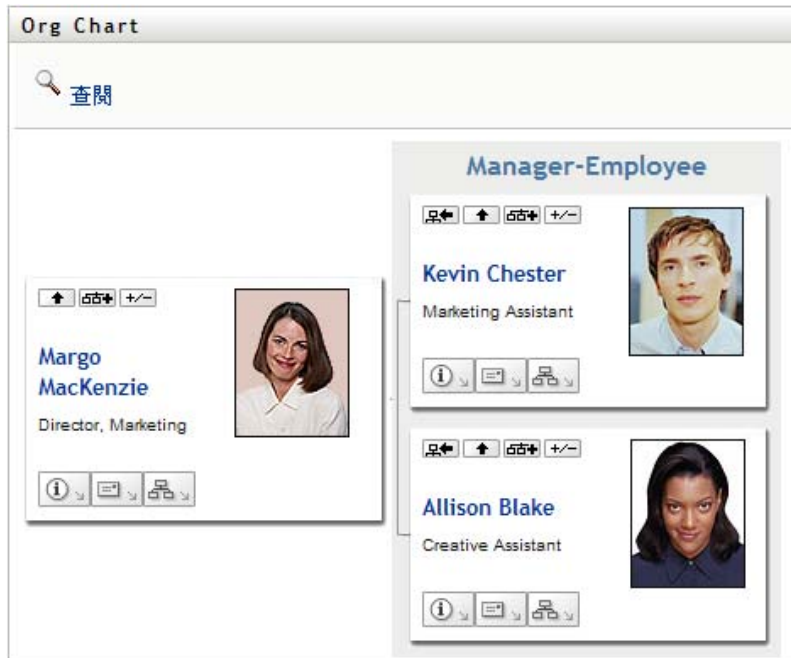 Org Chart
查閱
Manager-Employee
+/−
Kevin Chester
Marketing Assistant
+/−
Margo
MacKenzie
Director, Marketing
+/−
Allison Blake
Creative Assistant